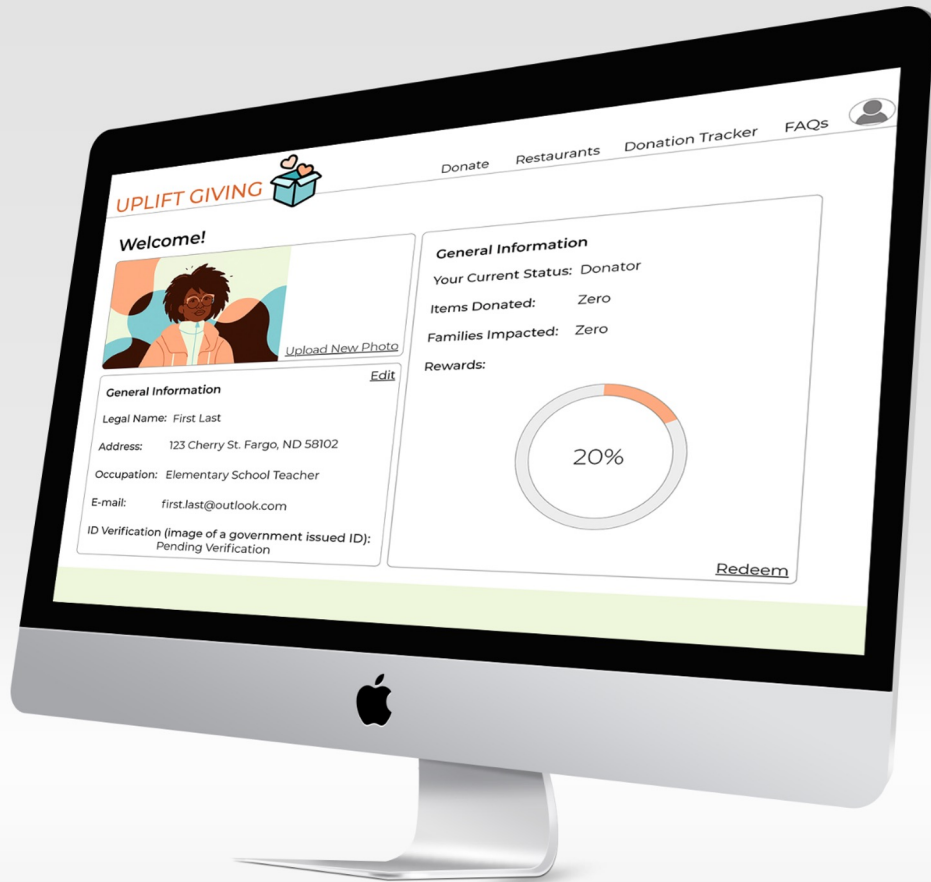 UPLIFT GIVING
Donate Restaurants Donation Tracker FAQs
Welcome!
Upload New Photo
General Information
Edit
Legal Name: First Last
Address: 123 Cherry St. Fargo, ND 58102
Occupation: Elementary School Teacher
E-mail: first.last@outlook.com
ID Verification (image of a government issued ID):
Pending Verification
General Information
Your Current Status: Donator
Items Donated: Zero
Families Impacted: Zero
Rewards:
20%
Redeem